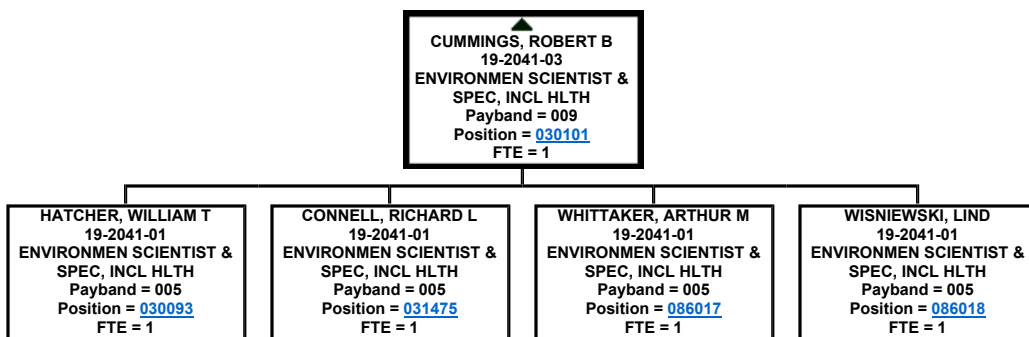 CUMMINGS, ROBERT B
19-2041-03
ENVIRONMEN SCIENTIST &
SPEC, INCL HLTH
Payband = 009
Position = 030101
FTE = 1
HATCHER, WILLIAM T
19-2041-01
ENVIRONMEN SCIENTIST &
SPEC, INCL HLTH
Payband = 005
Position = 030093
FTE = 1
CONNELL, RICHARD L
19-2041-01
ENVIRONMEN SCIENTIST &
SPEC, INCL HLTH
Payband = 005
Position = 031475
FTE = 1
WHITTAKER, ARTHUR M
19-2041-01
ENVIRONMEN SCIENTIST &
SPEC, INCL HLTH
Payband = 005
Position = 086017
FTE = 1
WISNIEWSKI, LIND
19-2041-01
ENVIRONMEN SCIENTIST &
SPEC, INCL HLTH
Payband = 005
Position = 086018
FTE = 1